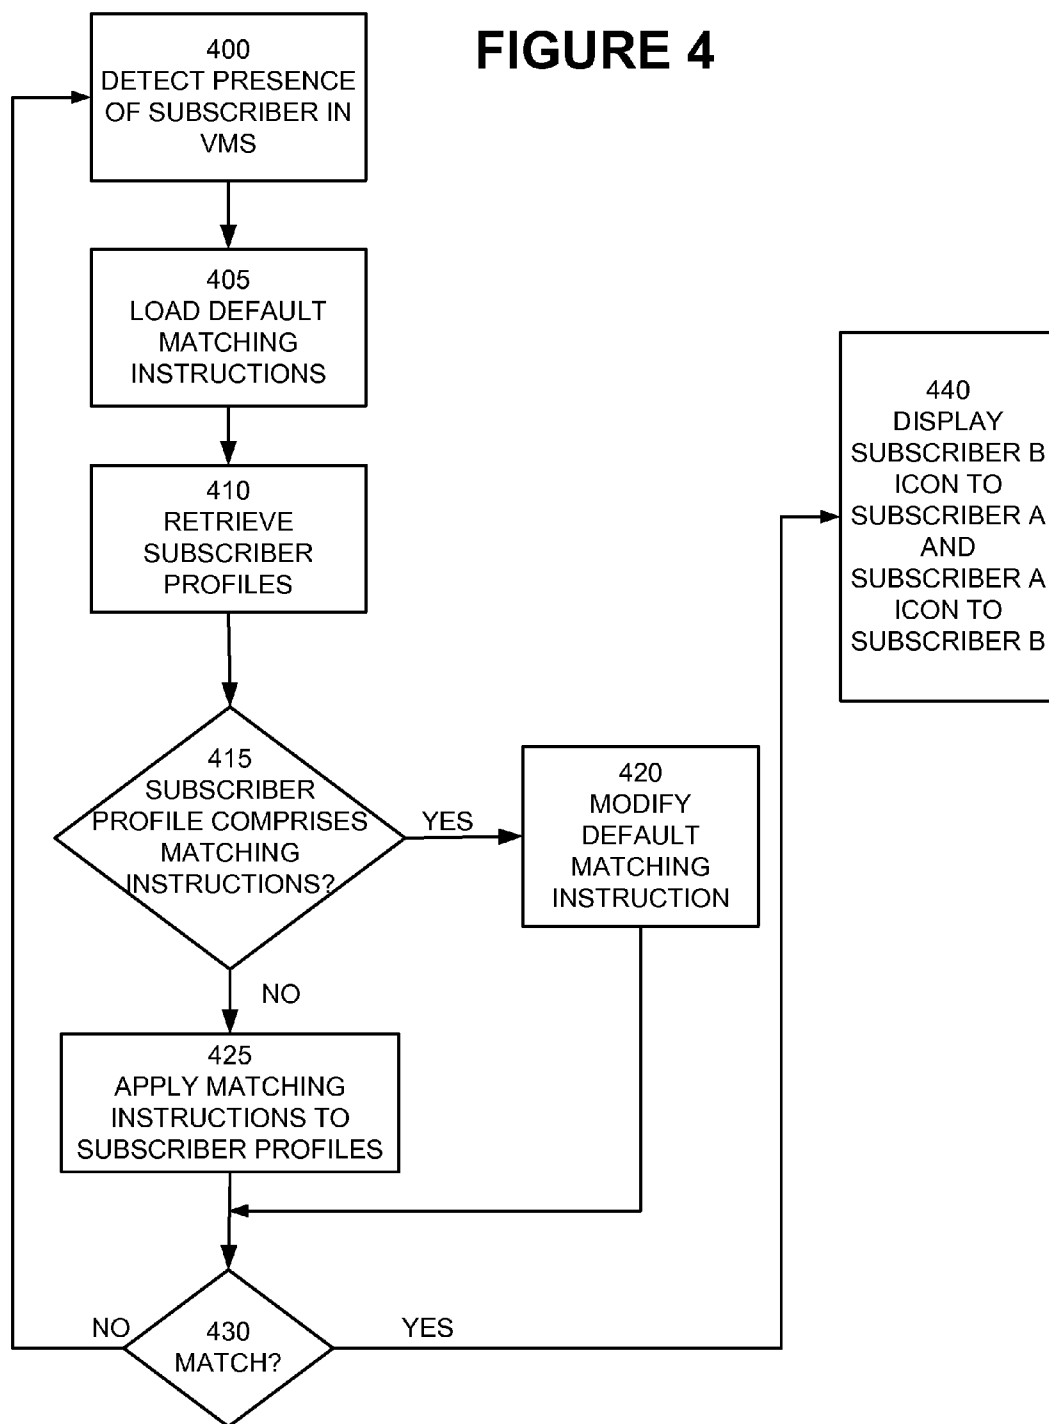 FIGURE 4
400
DETECT PRESENCE
OF SUBSCRIBER IN
VMS
405
LOAD DEFAULT
MATCHING
INSTRUCTIONS
410
RETRIEVE
SUBSCRIBER
PROFILES
415
SUBSCRIBER
PROFILE COMPRISES
MATCHING
INSTRUCTIONS?
YES
420
MODIFY
DEFAULT
MATCHING
INSTRUCTION
NO
425
APPLY MATCHING
INSTRUCTIONS TO
SUBSCRIBER PROFILES
430
MATCH?
NO
YES
440
DISPLAY
SUBSCRIBER B
ICON TO
SUBSCRIBER A
AND
SUBSCRIBER A
ICON TO
SUBSCRIBER B